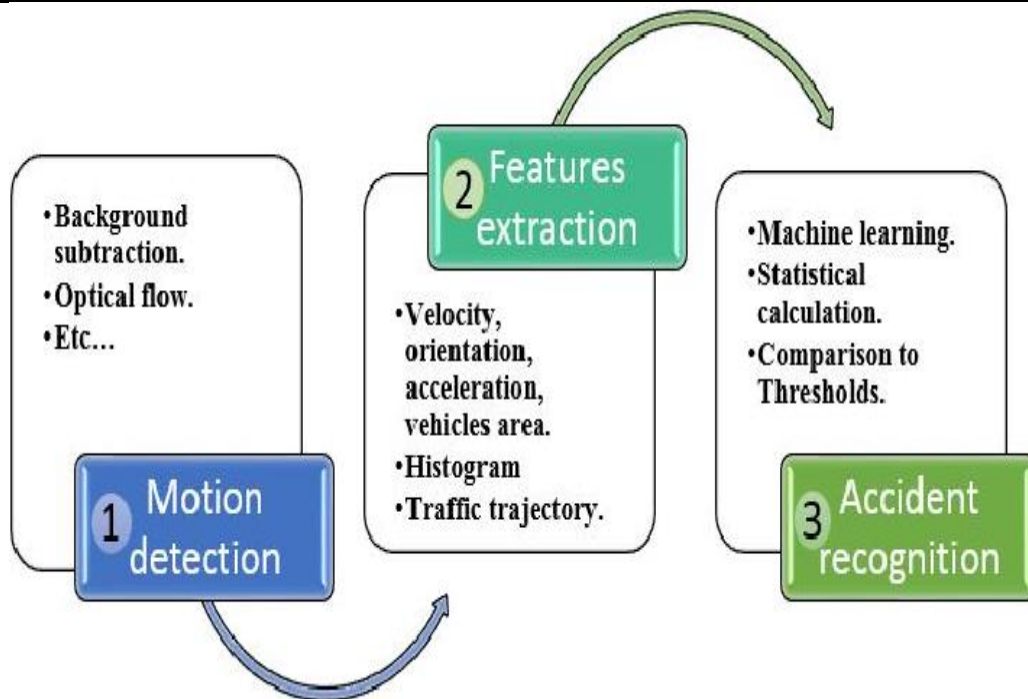 •Background
subtraction.
•Optical flow.
•Etc...
1
Motion
detection
2
Features
extraction
•Velocity,
orientation,
acceleration,
vehicles area.
•Histogram
•Traffic trajectory.
•Machine learning.
•Statistical
calculation.
•Comparison to
Thresholds.
3
Accident
recognition